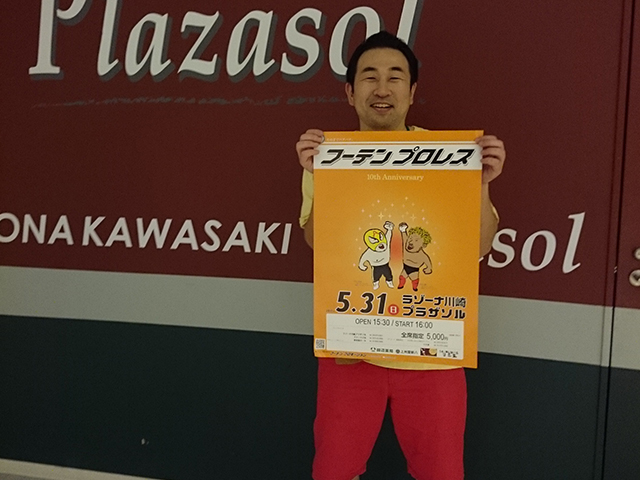 Plazasol
ONA KAWASAKI Plazasol
フーテンプロレス
10th Anniversary
5.31 日 ラゾーナ川崎
プラザソル
OPEN 15:30 / START 16:00
全席指定 5,000円